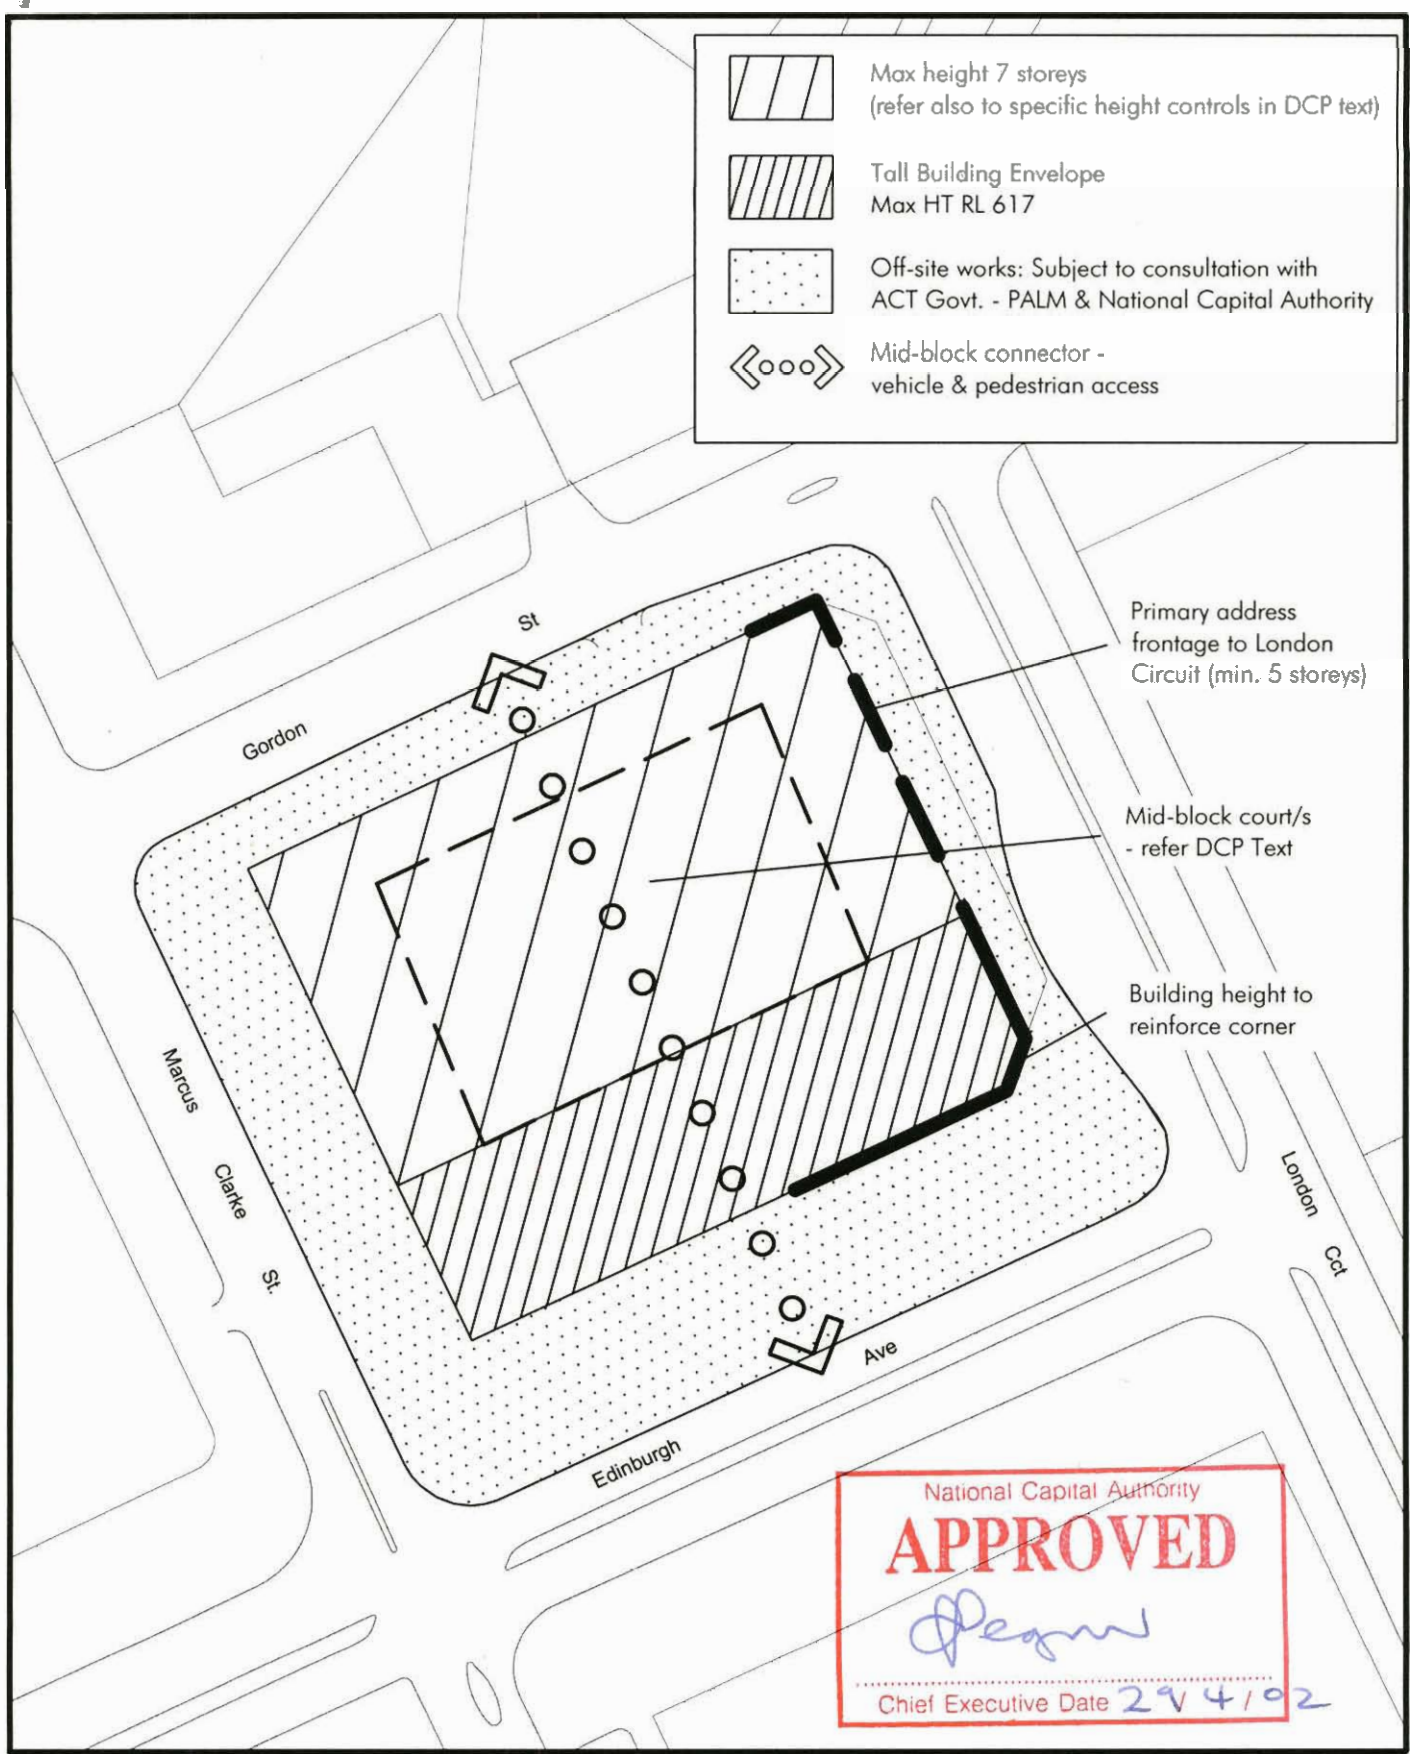 Max height 7 storeys
(refer also to specific height controls in DCP text)
Tall Building Envelope
Max HT RL 617
Off-site works: Subject to consultation with
ACT Govt. - PALM & National Capital Authority
Mid-block connector -
vehicle & pedestrian access
Primary address
frontage to London
Circuit (min. 5 storeys)
Gordon St
Mid-block court/s
- refer DCP Text
Building height to
reinforce corner
Marcus Clarke St.
London Cct
Edinburgh Ave
National Capital Authority
APPROVED
Chief Executive Date 29/4/02